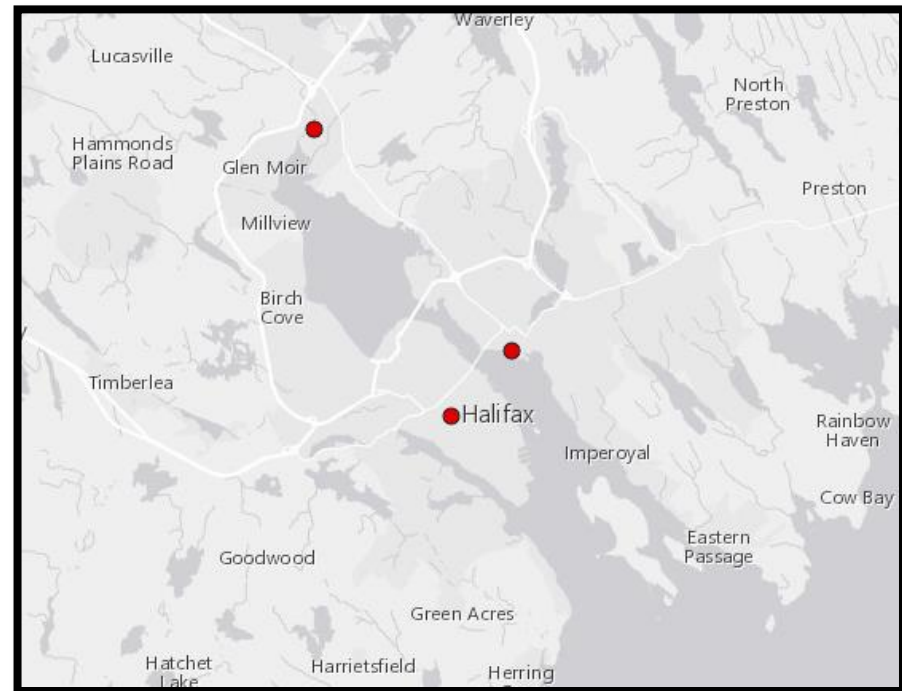 Waverley
Lucasville
North
Preston
Hammonds
Plains Road
Glen Moir
Preston
Millview
Birch
Cove
Timberlea
Halifax
Rainbow
Haven
Imperoyal
Cow Bay
Eastern
Passage
Goodwood
Green Acres
Hatchet
Lake
Harrietsfield
Herring